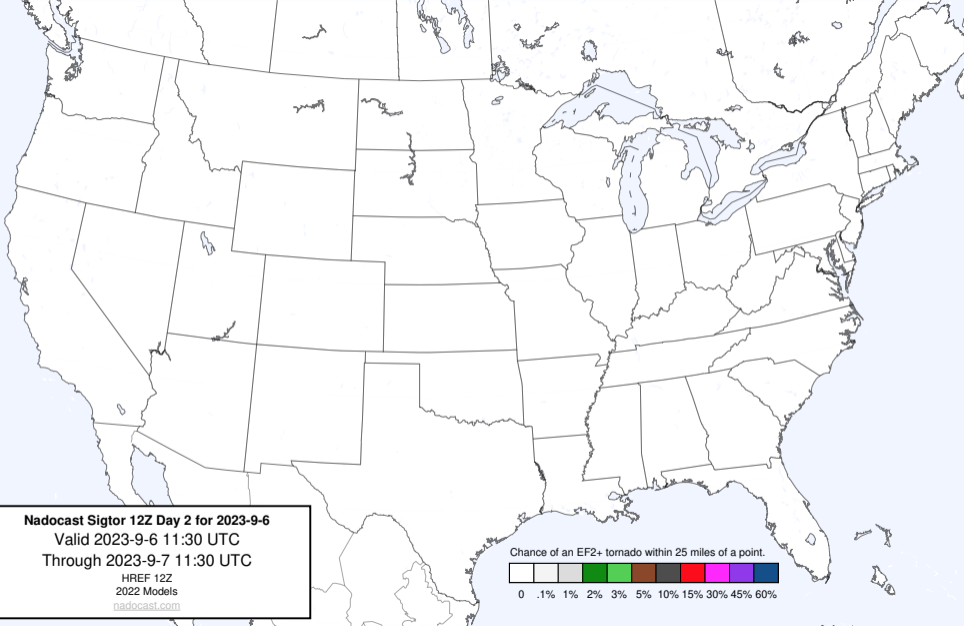 Nadocast Sigtor 12Z Day 2 for 2023-9-6
Valid 2023-9-6 11:30 UTC
Through 2023-9-7 11:30 UTC
HREF 12Z
2022 Models
nadocast.com
Chance of an EF2+ tornado within 25 miles of a point.
0 .1% 1% 2% 3% 5% 10% 15% 30% 45% 60%